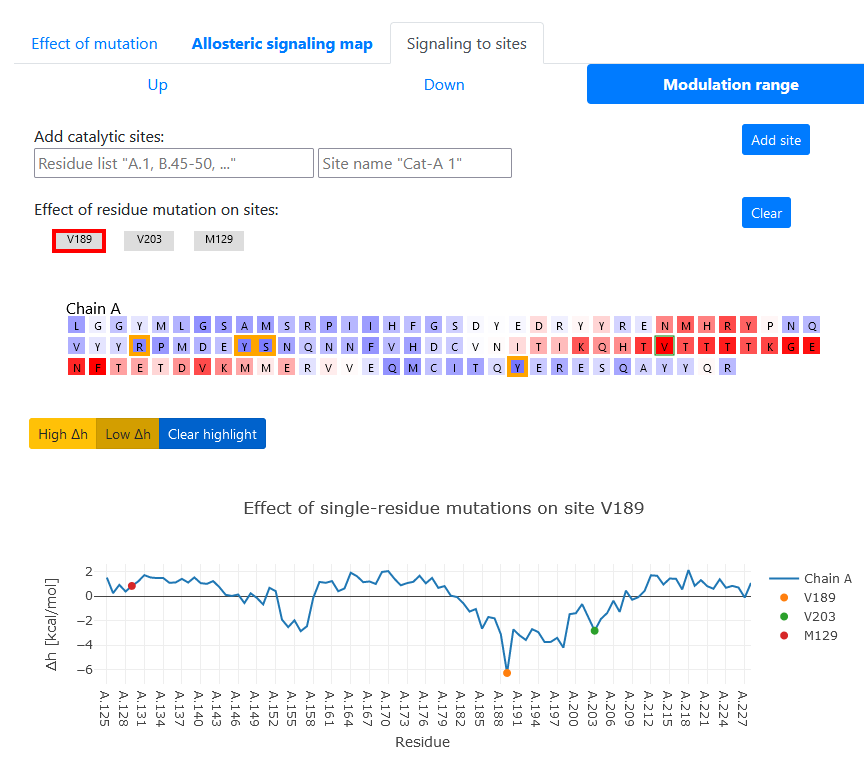 Effect of mutation Allosteric signaling map Signaling to sites
Up Down Modulation range
Add catalytic sites:
Residue list "A.1, B.45-50, ..." Site name "Cat-A 1" Add site
Effect of residue mutation on sites: Clear
V189 V203 M129
Chain A
L G G Y M L G S A M S R P I I H F G S D Y E D R Y Y R E N M H R Y P N Q
V Y Y R P M D E Y S N Q N N F V H D C V N I T I K Q H T V T T T T K G E
N F T E T D V K M M E R V V E Q M C I T Q Y E R E S Q A Y Y Q R
High Δh Low Δh Clear highlight
Effect of single-residue mutations on site V189
Δh [kcal/mol]
2
0
−2
−4
−6
A.125 A.128 A.131 A.134 A.137 A.140 A.143 A.146 A.149 A.152 A.155 A.158 A.161 A.164 A.167 A.170 A.173 A.176 A.179 A.182 A.185 A.188 A.191 A.194 A.197 A.200 A.203 A.206 A.209 A.212 A.215 A.218 A.221 A.224 A.227
Residue
Chain A
V189
V203
M129